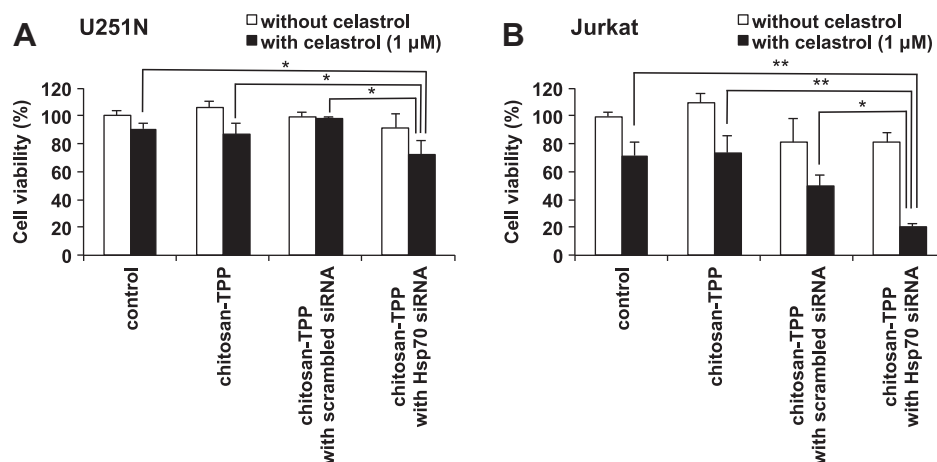 A U251N
without celastrol
with celastrol (1 µM)
*
*
*
Cell viability (%)
120
100
80
60
40
20
0
control
chitosan-TPP
chitosan-TPP
with scrambled siRNA
chitosan-TPP
with Hsp70 siRNA
B Jurkat
without celastrol
with celastrol (1 µM)
**
**
*
Cell viability (%)
120
100
80
60
40
20
0
control
chitosan-TPP
chitosan-TPP
with scrambled siRNA
chitosan-TPP
with Hsp70 siRNA